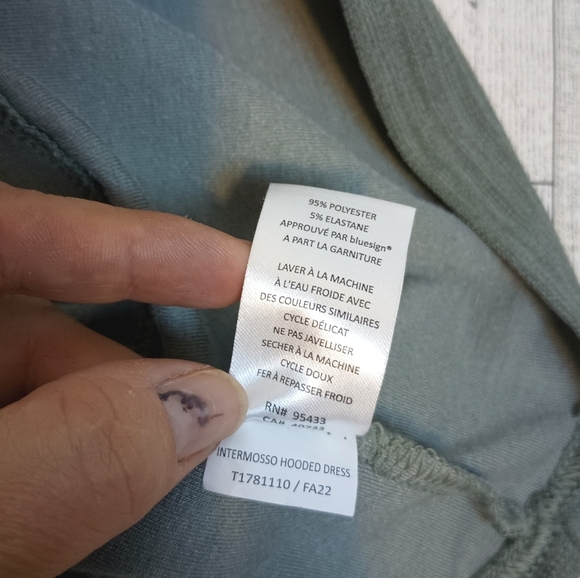 95% POLYESTER
5% ELASTANE
APPROUVÉ PAR bluesign®
A PART LA GARNITURE
LAVER À LA MACHINE
À L'EAU FROIDE AVEC
DES COULEURS SIMILAIRES
CYCLE DÉLICAT
NE PAS JAVELLISER
SECHER À LA MACHINE
CYCLE DOUX
FER À REPASSER FROID
RN# 95433
INTERMOSSO HOODED DRESS
T1781110 / FA22